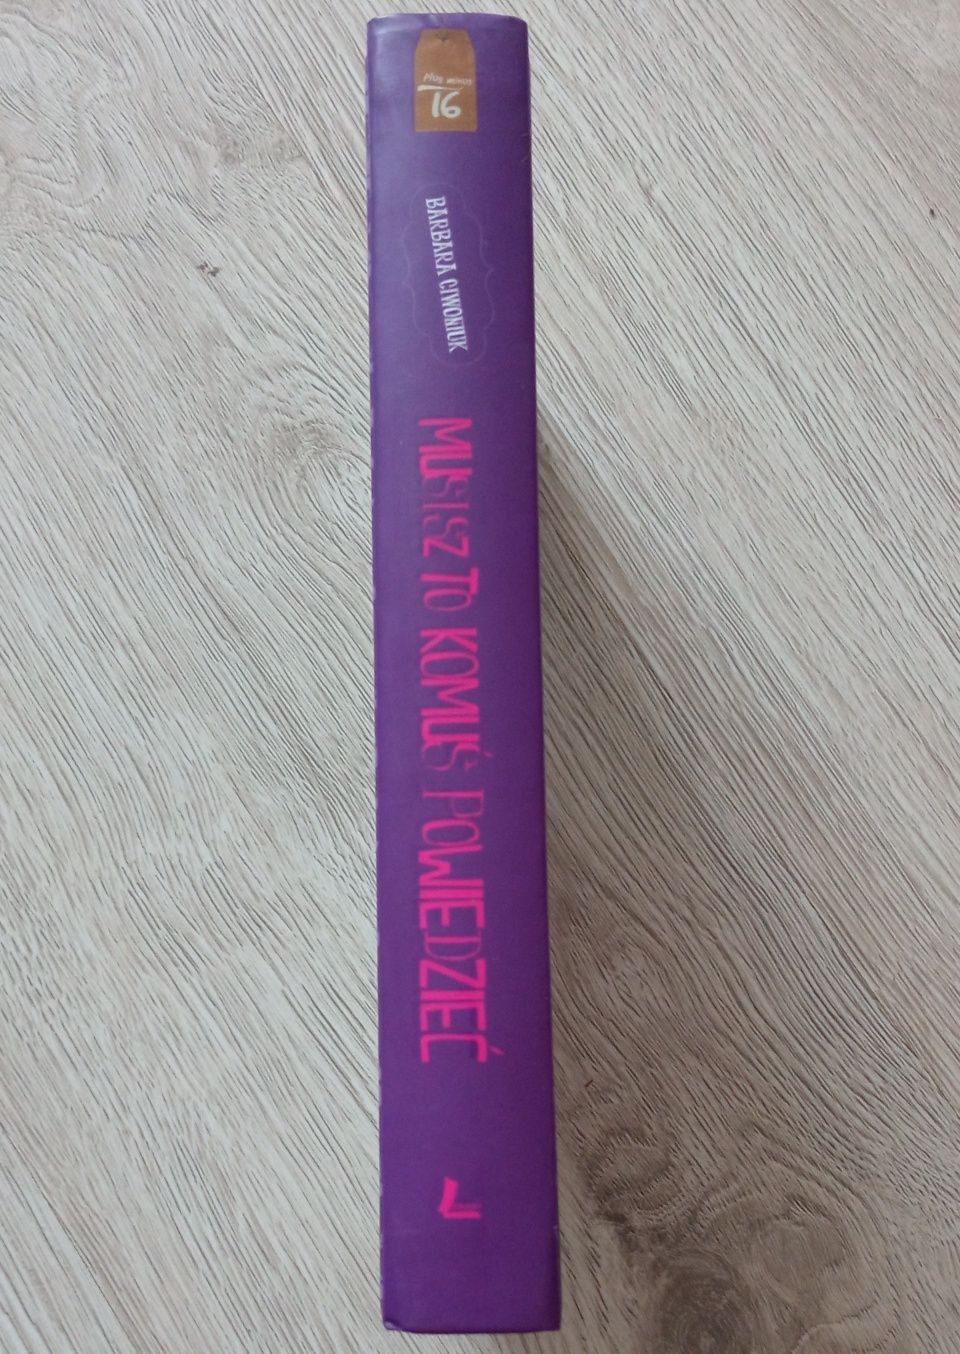 plus minus
16
BARBARA CIWONIUK
MUSISZ TO KOMUŚ POWIEDZIEĆ